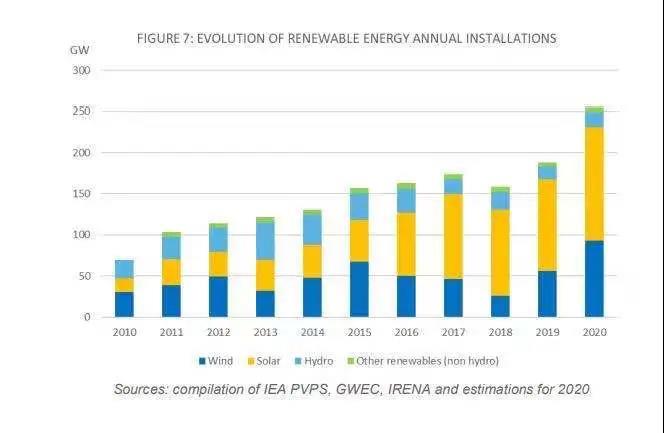 FIGURE 7: EVOLUTION OF RENEWABLE ENERGY ANNUAL INSTALLATIONS
GW
300
250
200
150
100
50
0
2010 2011 2012 2013 2014 2015 2016 2017 2018 2019 2020
Wind Solar Hydro Other renewables (non hydro)
Sources: compilation of IEA PVPS, GWEC, IRENA and estimations for 2020